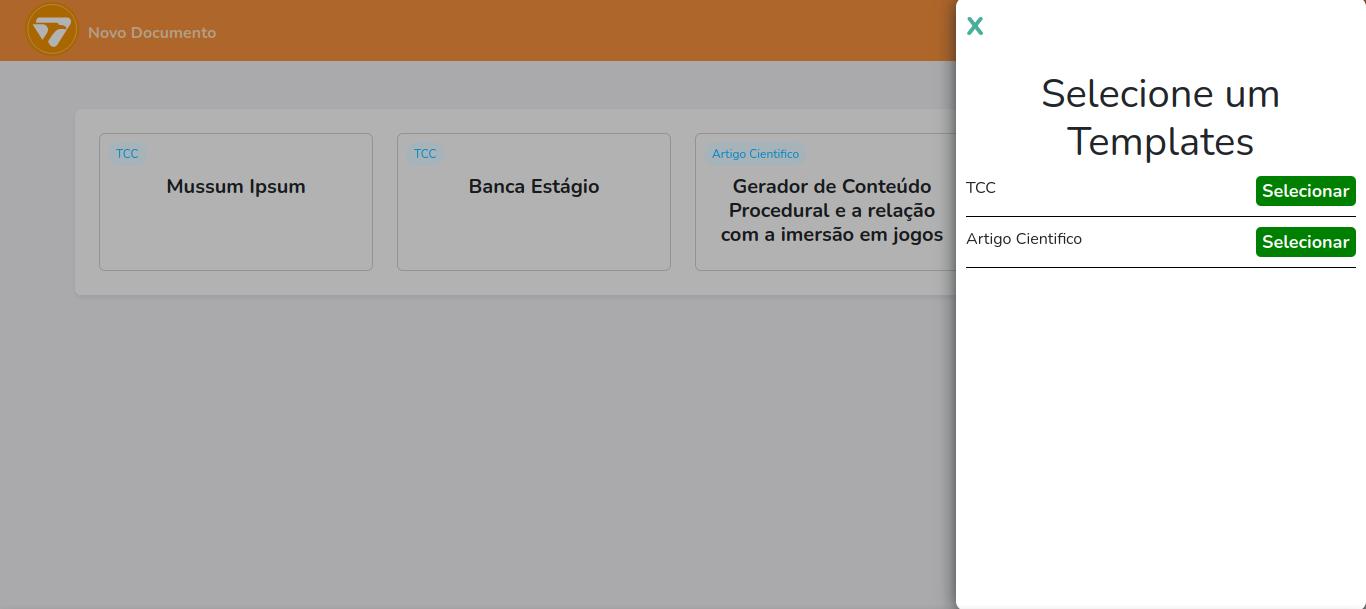 Novo Documento
TCC
Mussum Ipsum
TCC
Banca Estágio
Artigo Cientifico
Gerador de Conteúdo
Procedural e a relação
com a imersão em jogos
X
Selecione um
Templates
TCC
Selecionar
Artigo Cientifico
Selecionar